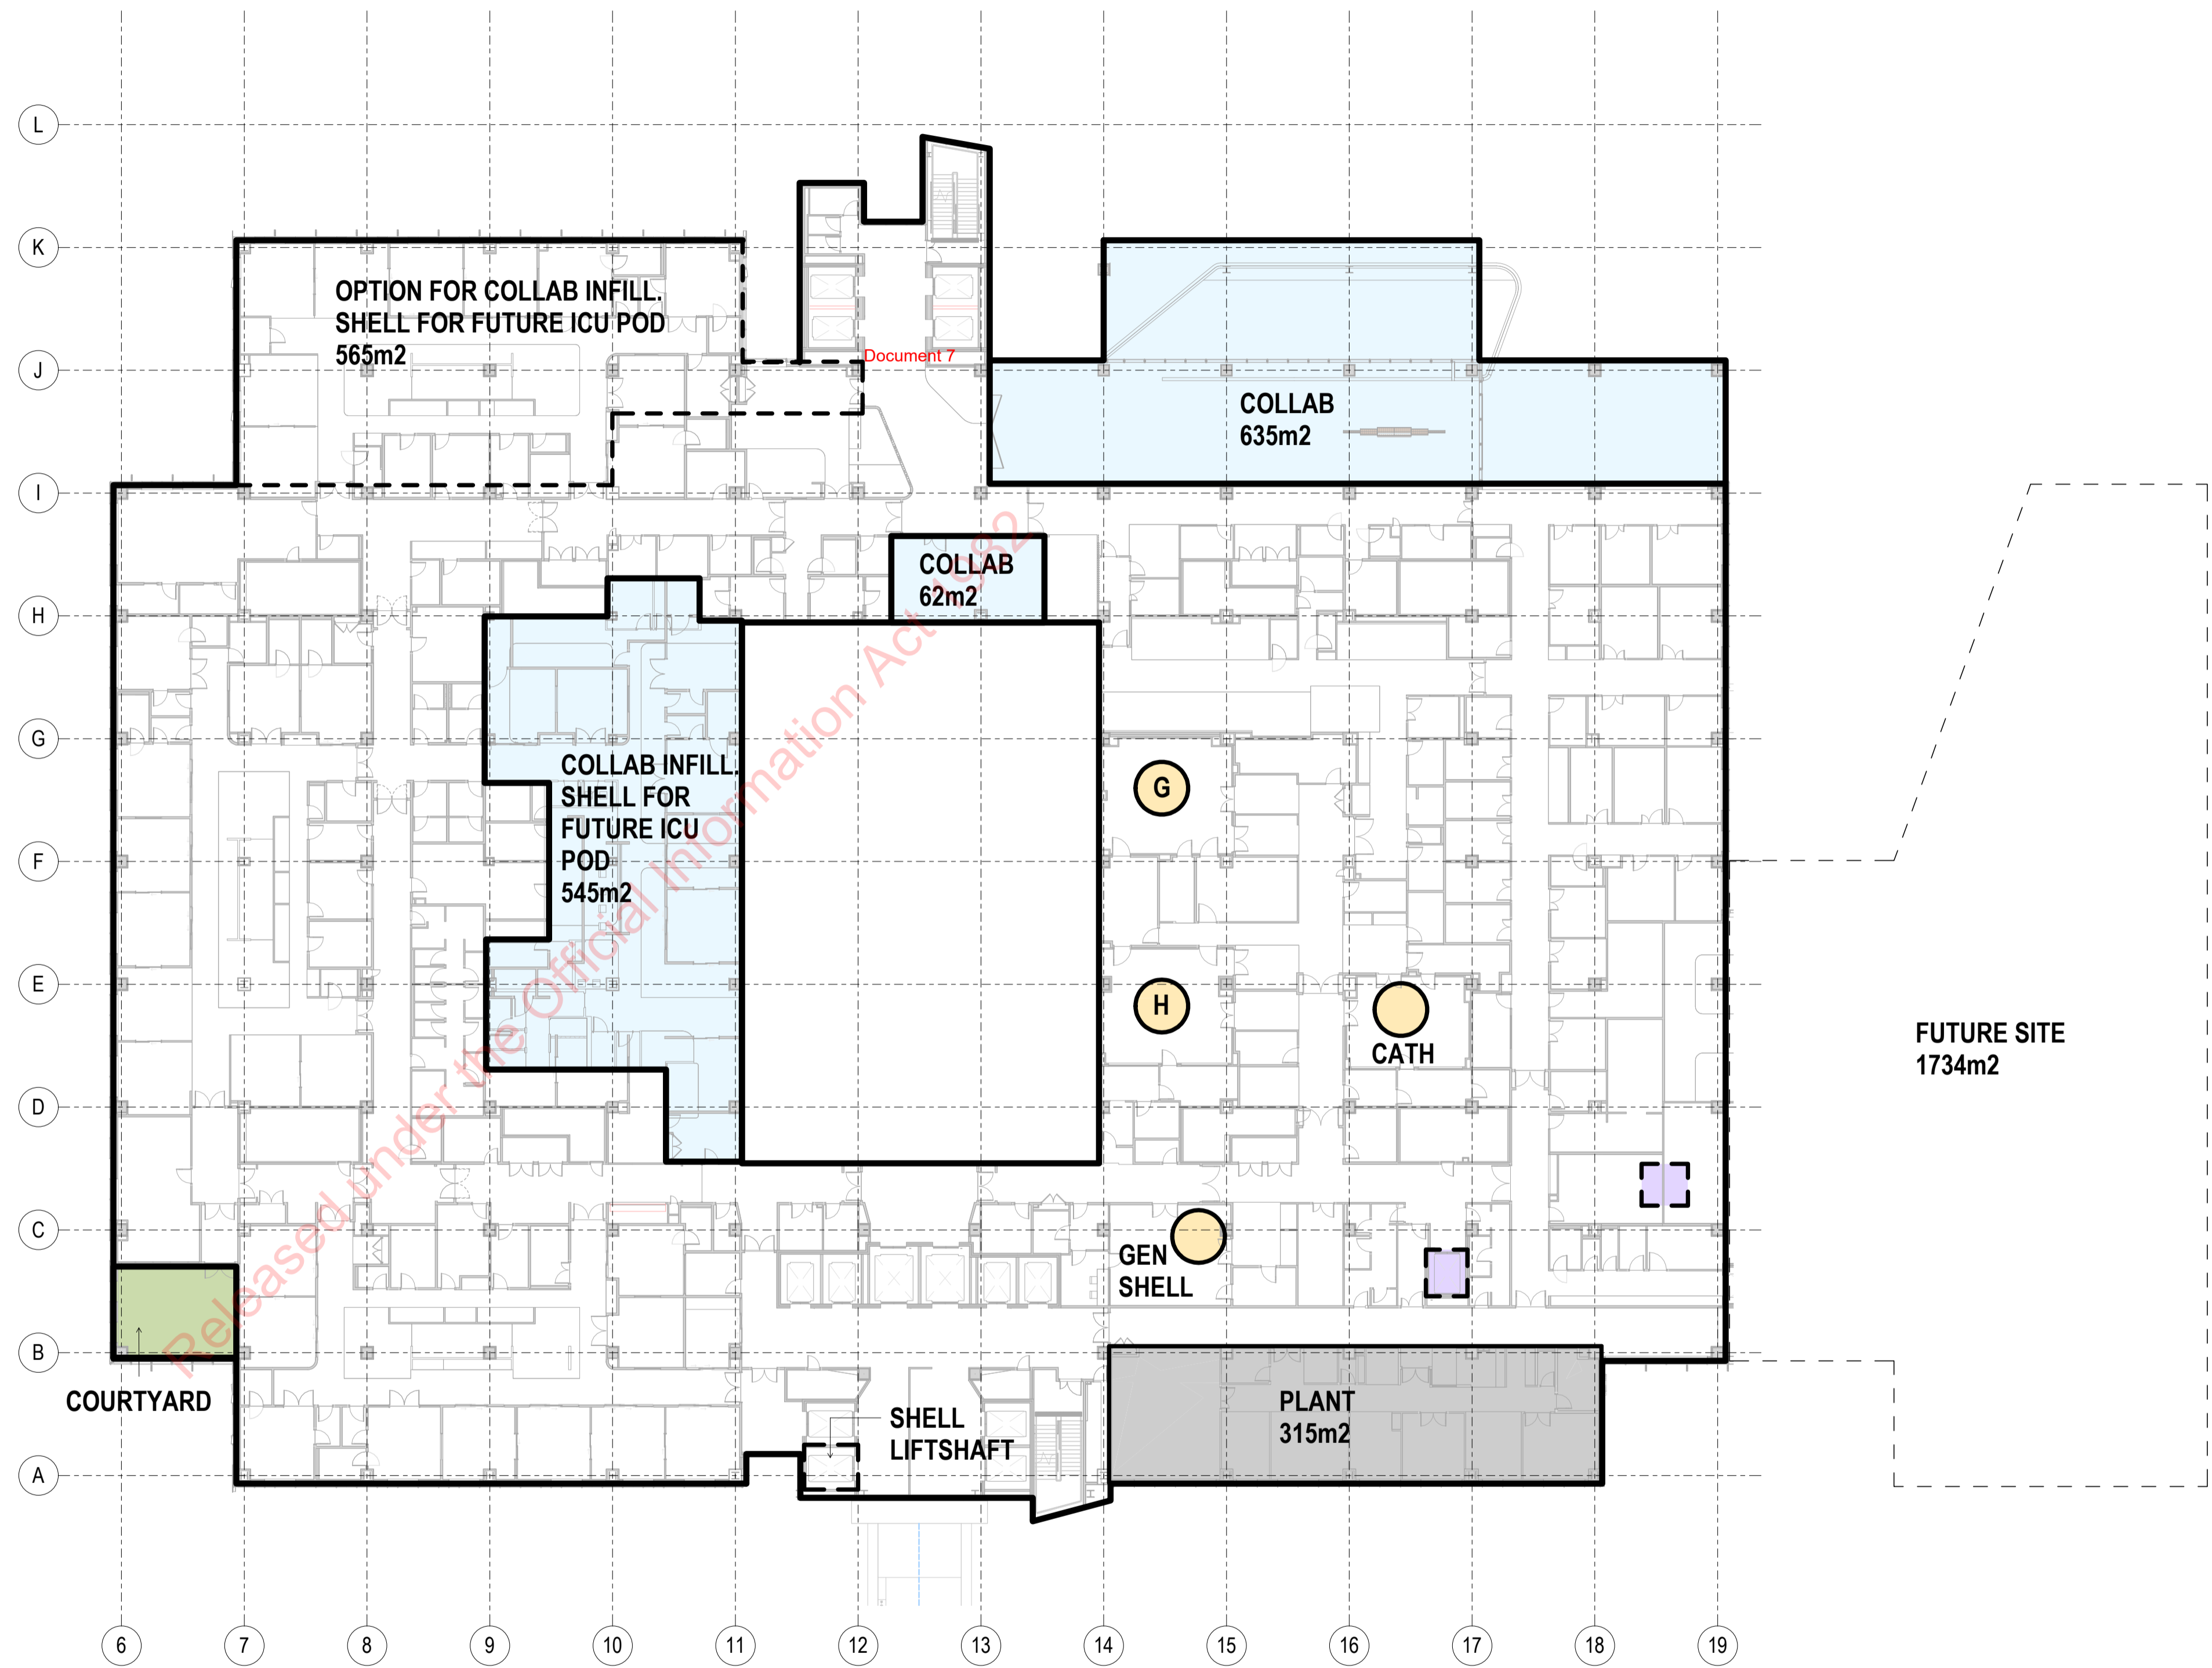 L
K
OPTION FOR COLLAB INFILL.
SHELL FOR FUTURE ICU POD
565m2
Document 7
J
COLLAB
635m2
I
COLLAB
62m2
H
G
COLLAB INFILL.
SHELL FOR
FUTURE ICU
POD
545m2
G
F
E
H
CATH
FUTURE SITE
1734m2
D
C
GEN
SHELL
B
COURTYARD
PLANT
315m2
SHELL
LIFTSHAFT
A
Released under the Official Information Act 1982
6
7
8
9
10
11
12
13
14
15
16
17
18
19